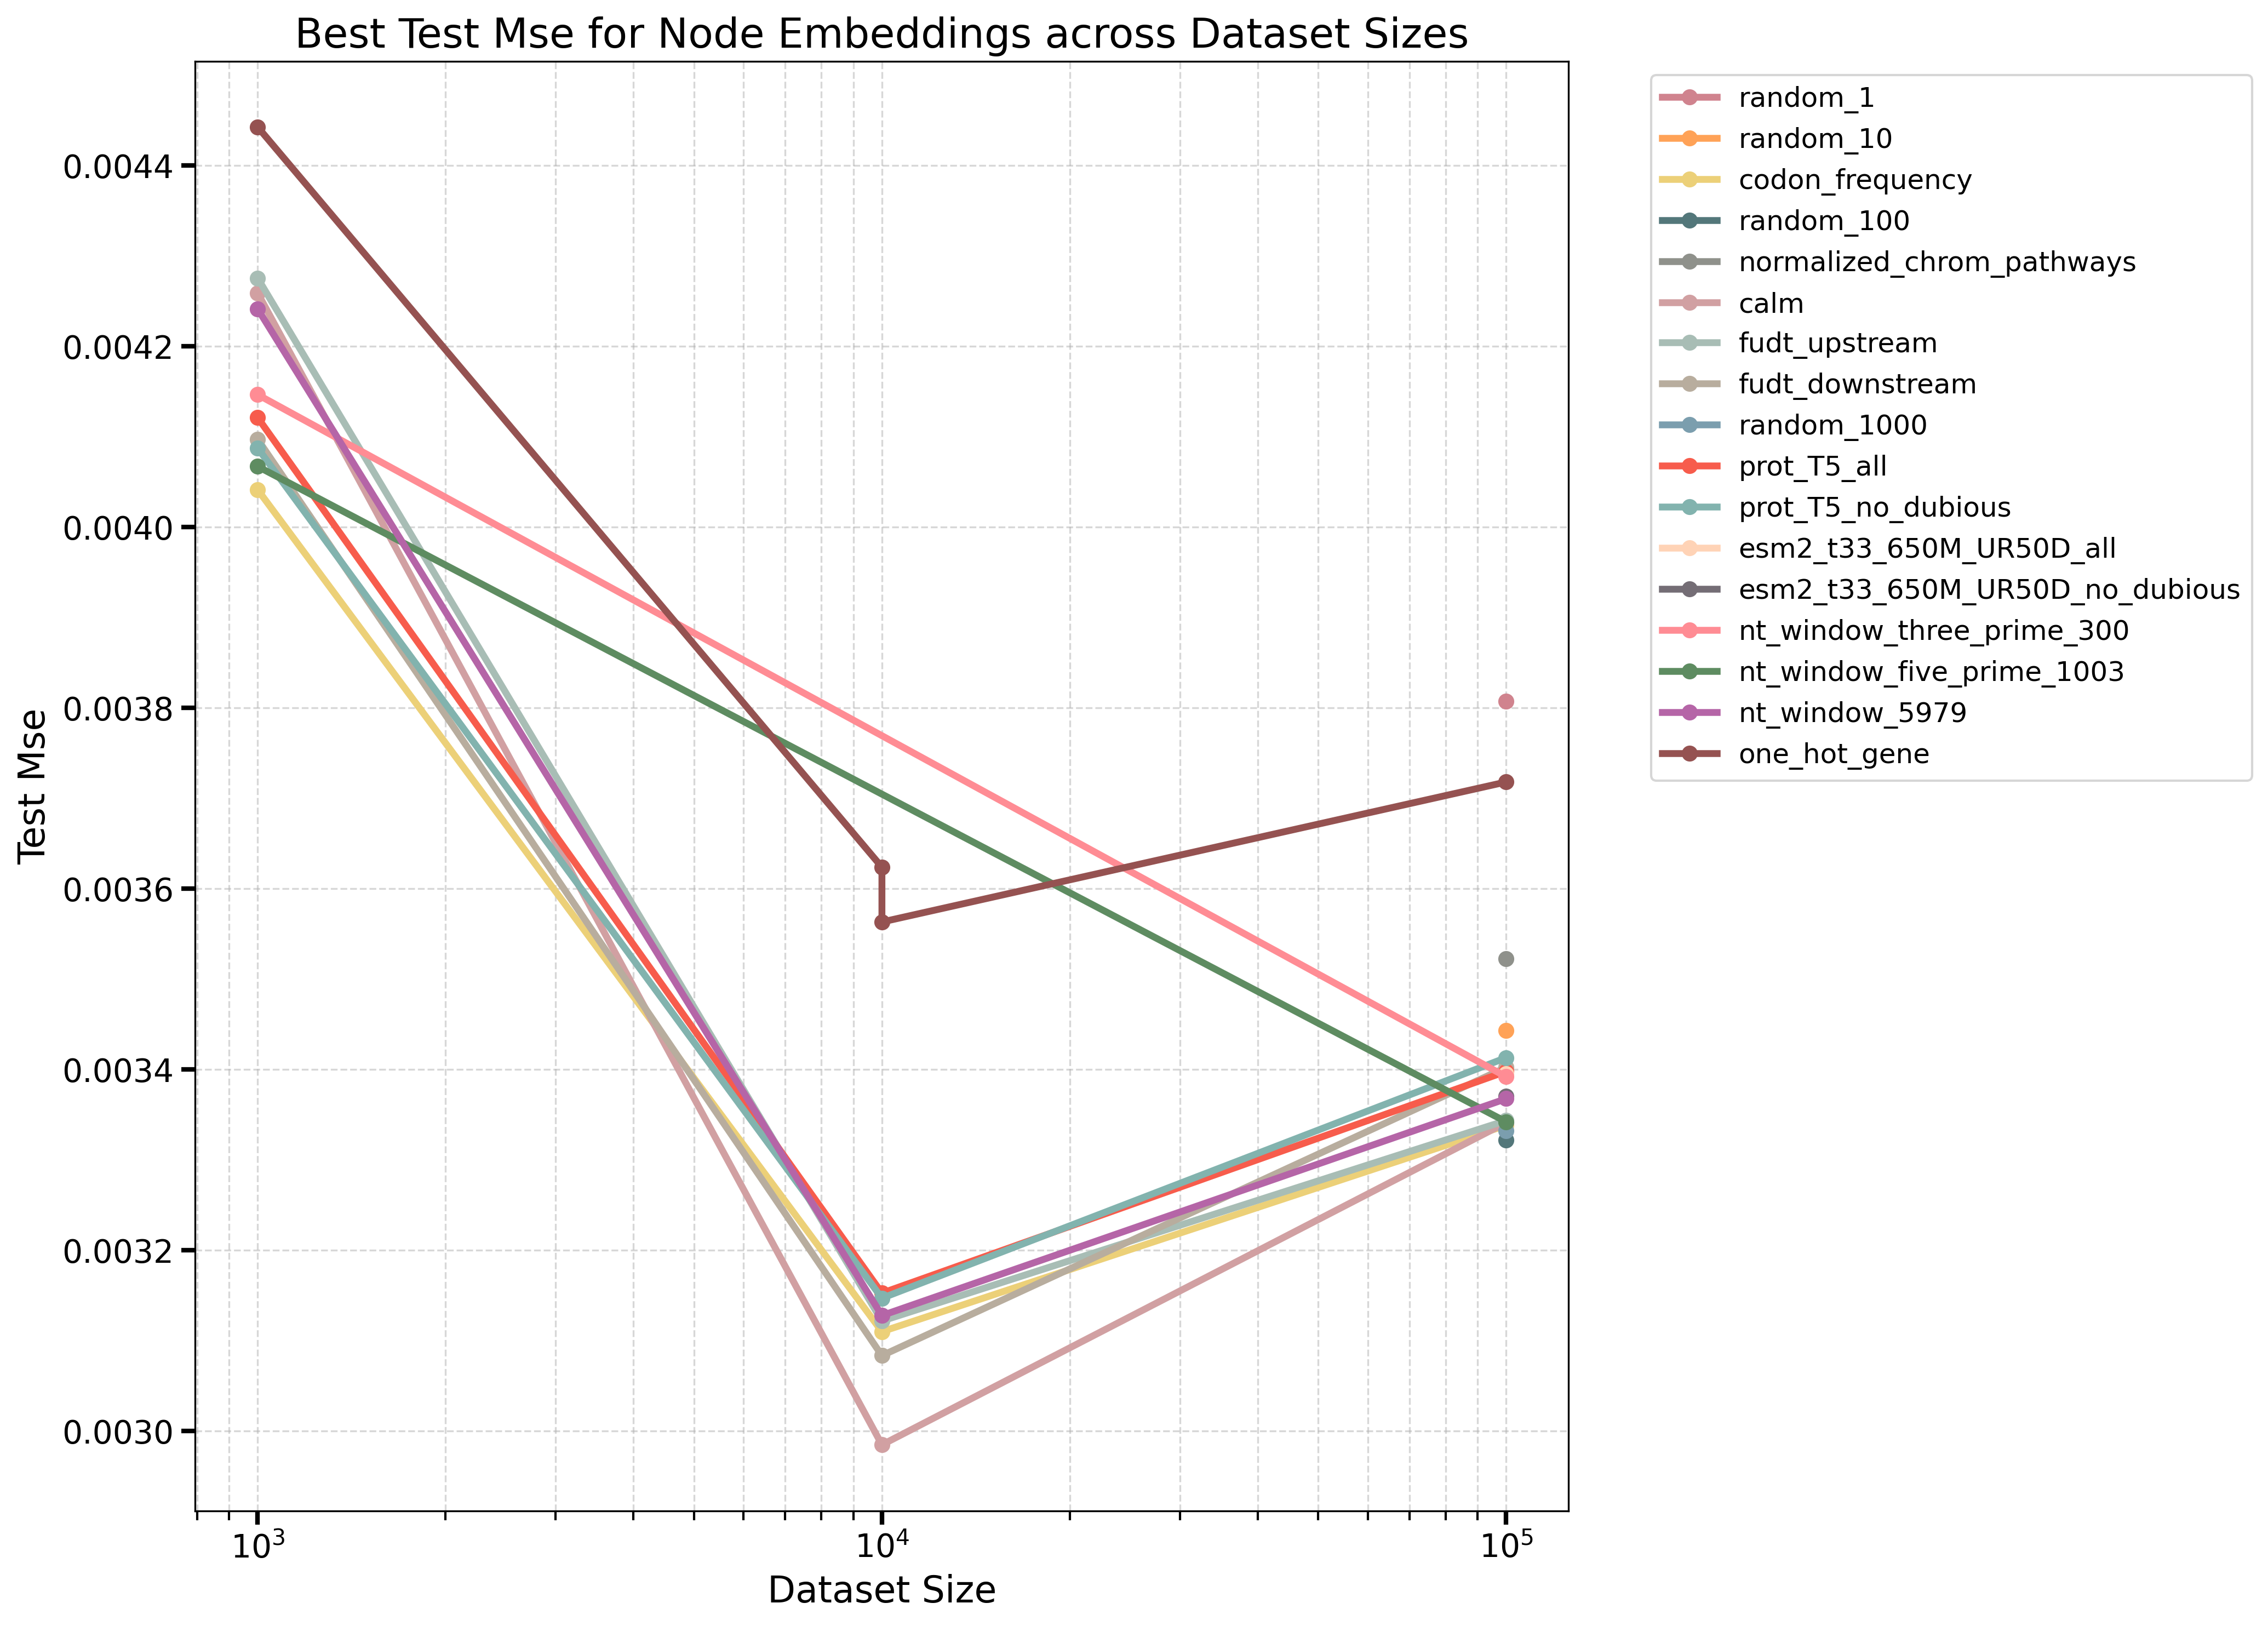 Best Test Mse for Node Embeddings across Dataset Sizes
random_1
random_10
codon_frequency
random_100
normalized_chrom_pathways
calm
fudt_upstream
fudt_downstream
random_1000
prot_T5_all
prot_T5_no_dubious
esm2_t33_650M_UR50D_all
esm2_t33_650M_UR50D_no_dubious
nt_window_three_prime_300
nt_window_five_prime_1003
nt_window_5979
one_hot_gene
Test Mse
0.0044
0.0042
0.0040
0.0038
0.0036
0.0034
0.0032
0.0030
10³
10⁴
10⁵
Dataset Size